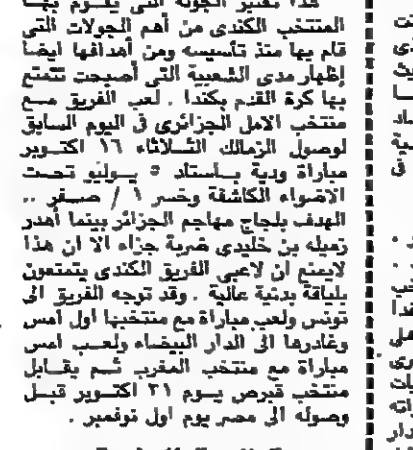 هذا تعتبر الجولة التى يقوم بها
المنتخب الكندى من أهم الجولات التى
قام بها منذ تأسيسه ومن أهدافها ايضا
إظهار مدى الشعبية التى أصبحت تتمتع
بها كرة القدم بكندا . لعب الفريق مع
منتخب الامل الجزائرى فى اليوم السابق
لوصول الزمالك الثلاثاء ١٦ اكتوبر
مباراة ودية باستاد ٥ يوليو تحت
الاضواء الكاشفة وخسر ١ / صفر ..
الهدف بلجاج مهاجم الجزائر بينما أهدر
زميله بن خليدى ضربة جزاء الا ان هذا
لايمنع ان لاعبى الفريق الكندى يتمتعون
بلياقة بدنية عالية . وقد توجه الفريق الى
تونس ولعب مباراة مع منتخبها اول امس
وغادرها الى الدار البيضاء ولعب امس
مباراة مع منتخب المغرب ثم يقابل
منتخب قبرص يوم ٢١ اكتوبر قبل
وصوله الى مصر يوم اول نوفمبر .